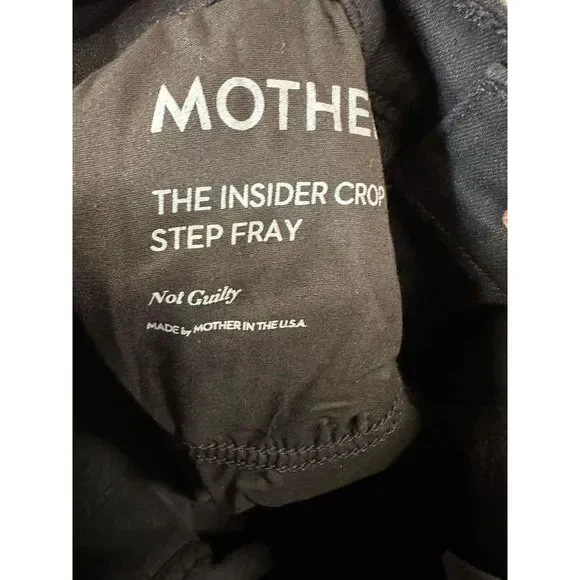 MOTHE
THE INSIDER CROP
STEP FRAY
Not Guilty
MADE by MOTHER IN THE U.S.A.